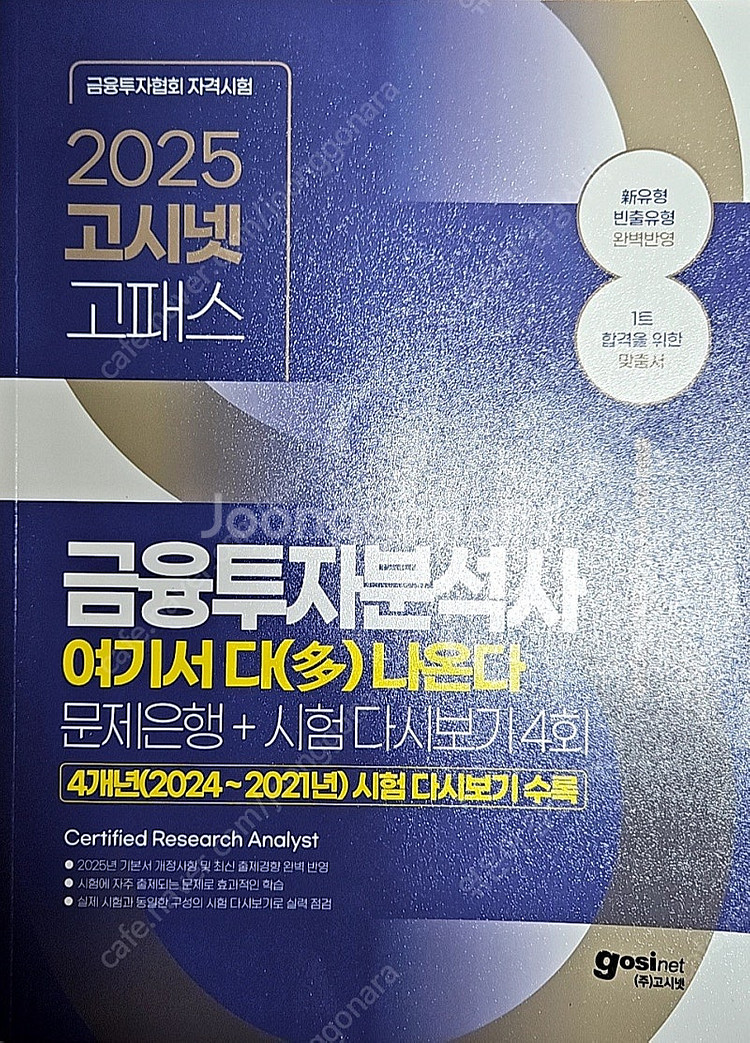 금융투자협회 자격시험
2025
고시넷
고패스
新유형
빈출유형
완벽반영
1트
합격을 위한
맞춤서
Joonggonara
금융투자분석사
여기서 다(多) 나온다
문제은행 + 시험 다시보기 4회
4개년(2024 ~ 2021년) 시험 다시보기 수록
Certified Research Analyst
● 2025년 기본서 개정사항 및 최신 출제경향 완벽 반영
● 시험에 자주 출제되는 문제로 효과적인 학습
● 실제 시험과 동일한 구성의 시험 다시보기로 실력 점검
gosinet
(주)고시넷
cafe.naver.com/joonggonara